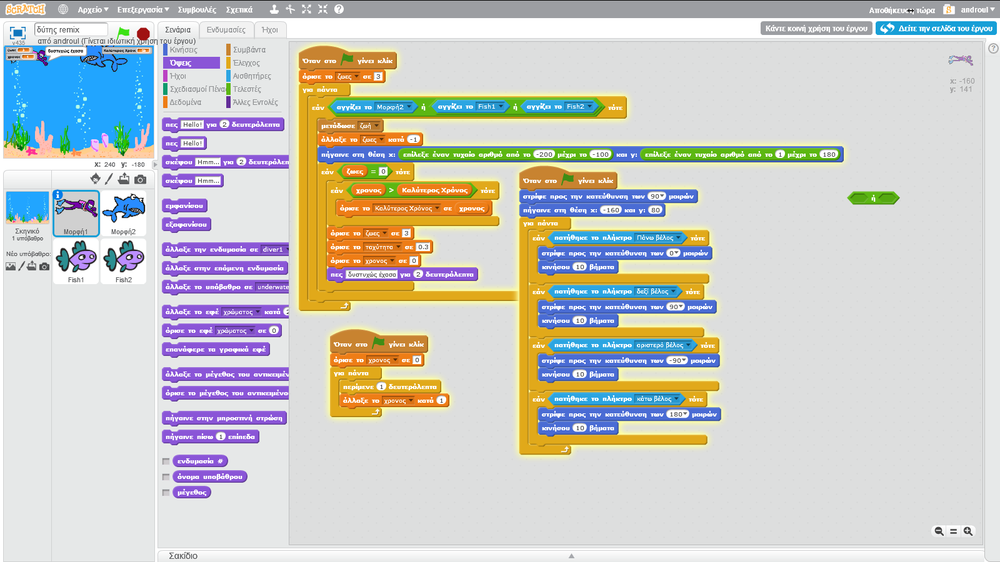 SCRATCH Αρχείο Επεξεργασία Συμβουλές Σχετικά Αποθήκευση τώρα androul
δύτης remix
v435
από androul (Γίνεται ιδιωτική χρήση του έργου)
Σενάρια Ενδυμασίες Ήχοι
Κάντε κοινή χρήση του έργου Δείτε την σελίδα του έργου
δυστυχώς έχασα
Καλύτερος Χρόνος
χρονος
x: 240 y: -180
Σκηνικό
1 υπόβαθρο
Νέο υπόβαθρο:
Μορφή1
Μορφή2
Fish1
Fish2
Κινήσεις Συμβάντα
Όψεις Έλεγχος
Ήχοι Αισθητήρες
Σχεδιασμοί Πένας Τελεστές
Δεδομένα Άλλες Εντολές
πες Hello! για 2 δευτερόλεπτα
πες Hello!
σκέψου Hmm... για 2 δευτερόλεπ
σκέψου Hmm...
εμφανίσου
εξαφανίσου
άλλαξε την ενδυμασία σε diver1
άλλαξε στην επόμενη ενδυμασία
άλλαξε το υπόβαθρο σε underwate
άλλαξε το εφέ χρώματος κατά 2
όρισε το εφέ χρώματος σε 0
επανάφερε τα γραφικά εφέ
άλλαξε το μέγεθος του αντικειμέν
όρισε το μέγεθος του αντικειμένο
πήγαινε στην μπροστινή στρώση
πήγαινε πίσω 1 επίπεδα
ενδυμασία #
όνομα υποβάθρου
μέγεθος
Όταν στο γίνει κλίκ
όρισε το ζωες σε 3
για πάντα
εάν αγγίζει το Μορφή2 ή αγγίζει το Fish1 ή αγγίζει το Fish2 τότε
μετάδωσε ζωή
άλλαξε το ζωες κατά -1
πήγαινε στη θέση x: επίλεξε έναν τυχαίο αριθμό από το -200 μέχρι το -100 και y: επίλεξε έναν τυχαίο αριθμό από το 1 μέχρι το 180
εάν ζωες = 0 τότε
εάν χρονος > Καλύτερος Χρόνος τότε
όρισε το Καλύτερος Χρόνος σε χρονος
όρισε το ζωες σε 3
όρισε το ταχύτητα σε 0.3
όρισε το χρονος σε 0
πες δυστυχώς έχασα για 2 δευτερόλεπτα
Όταν στο γίνει κλίκ
όρισε το χρονος σε 0
για πάντα
περίμενε 1 δευτερόλεπτα
άλλαξε το χρονος κατά 1
Όταν στο γίνει κλίκ
στρίψε προς την κατεύθυνση των 90 μοιρών
πήγαινε στη θέση x: -160 και y: 80
για πάντα
εάν πατήθηκε το πλήκτρο Πάνω βέλος τότε
στρίψε προς την κατεύθυνση των 0 μοιρών
κινήσου 10 βήματα
εάν πατήθηκε το πλήκτρο δεξί βέλος τότε
στρίψε προς την κατεύθυνση των 90 μοιρών
κινήσου 10 βήματα
εάν πατήθηκε το πλήκτρο αριστερό βέλος τότε
στρίψε προς την κατεύθυνση των -90 μοιρών
κινήσου 10 βήματα
εάν πατήθηκε το πλήκτρο κάτω βέλος τότε
στρίψε προς την κατεύθυνση των 180 μοιρών
κινήσου 10 βήματα
ή
x: -160
y: 141
Σακίδιο